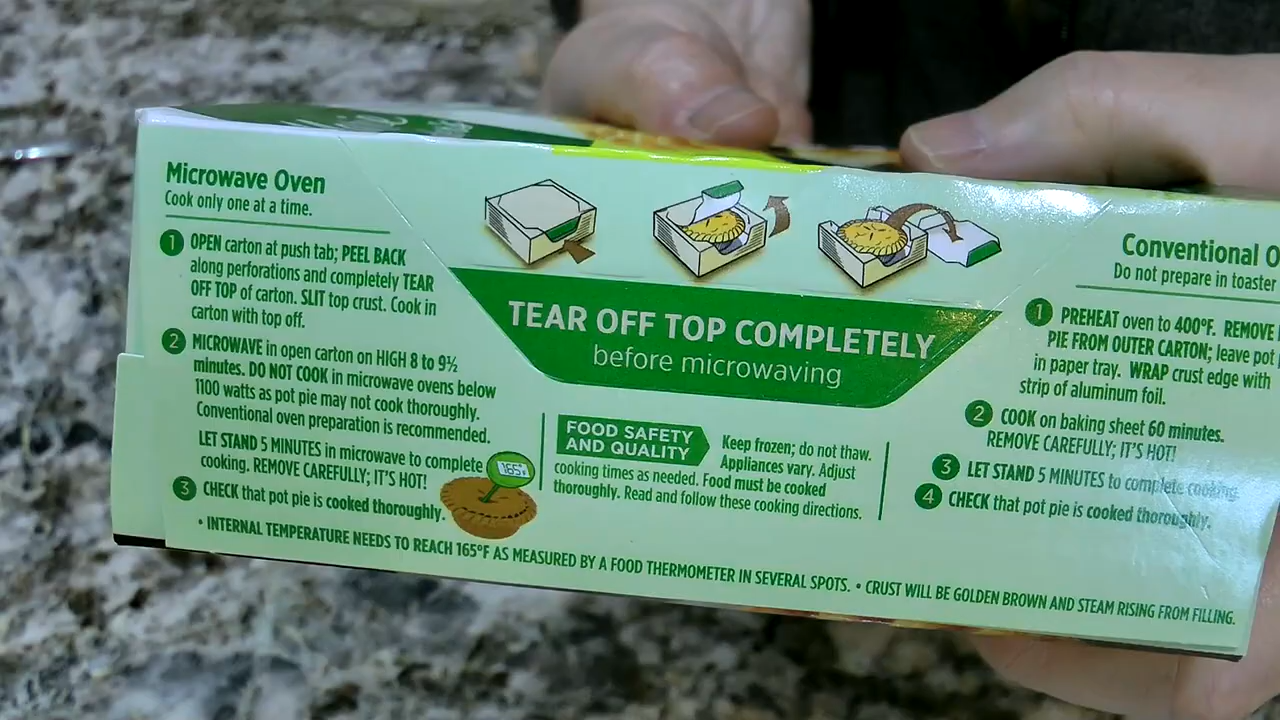 Microwave Oven
Cook only one at a time.
1 OPEN carton at push tab; PEEL BACK
along perforations and completely TEAR
OFF TOP of carton. SLIT top crust. Cook in
carton with top off.
2 MICROWAVE in open carton on HIGH 8 to 9½
minutes. DO NOT COOK in microwave ovens below
1100 watts as pot pie may not cook thoroughly.
Conventional oven preparation is recommended.
LET STAND 5 MINUTES in microwave to complete
cooking. REMOVE CAREFULLY; IT'S HOT!
3 CHECK that pot pie is cooked thoroughly.
165°F
TEAR OFF TOP COMPLETELY
before microwaving
FOOD SAFETY
AND QUALITY
Keep frozen; do not thaw.
Appliances vary. Adjust
cooking times as needed. Food must be cooked
thoroughly. Read and follow these cooking directions.
Conventional
Do not prepare in toaster
1 PREHEAT oven to 400°F. REMOVE
PIE FROM OUTER CARTON; leave pot
in paper tray. WRAP crust edge with
strip of aluminum foil.
2 COOK on baking sheet 60 minutes.
REMOVE CAREFULLY; IT'S HOT!
3 LET STAND 5 MINUTES to complete cooking.
4 CHECK that pot pie is cooked thoroughly.
• INTERNAL TEMPERATURE NEEDS TO REACH 165°F AS MEASURED BY A FOOD THERMOMETER IN SEVERAL SPOTS. • CRUST WILL BE GOLDEN BROWN AND STEAM RISING FROM FILLING.